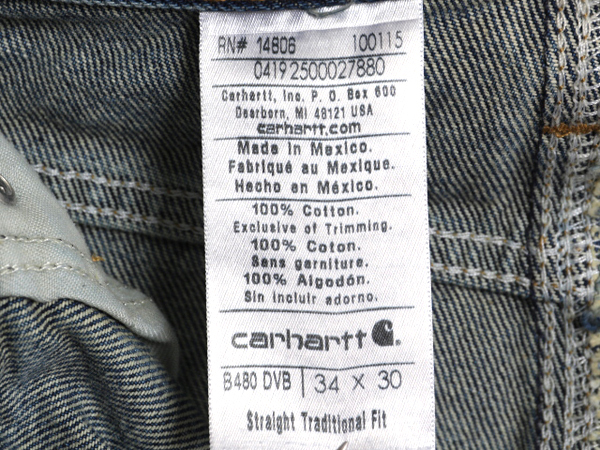 RN# 14806 100115
04192500027880
Carhartt, Inc. P. O. Box 600
Dearborn, MI 48121 USA
carhartt.com
Made in Mexico.
Fabriqué au Mexique.
Hecho en México.
100% Cotton.
Exclusive of Trimming.
100% Coton.
Sans garniture.
100% Algodón.
Sin incluir adorno.
carhartt
B480 DVB 34 X 30
Straight Traditional Fit